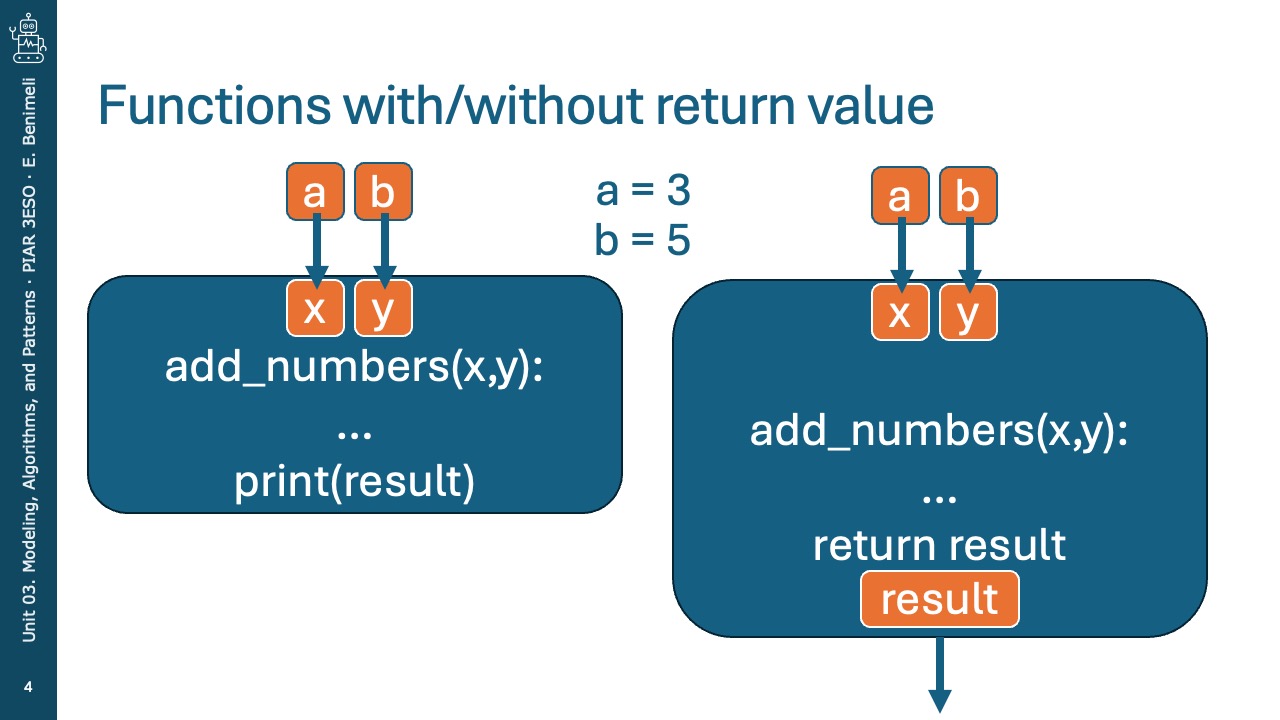 Unit 03. Modeling, Algorithms, and Patterns · PIAR 3ESO · E. Benimeli
4
Functions with/without return value
a b
x y
add_numbers(x,y):
...
print(result)
a = 3
b = 5
a b
x y
add_numbers(x,y):
...
return result
result